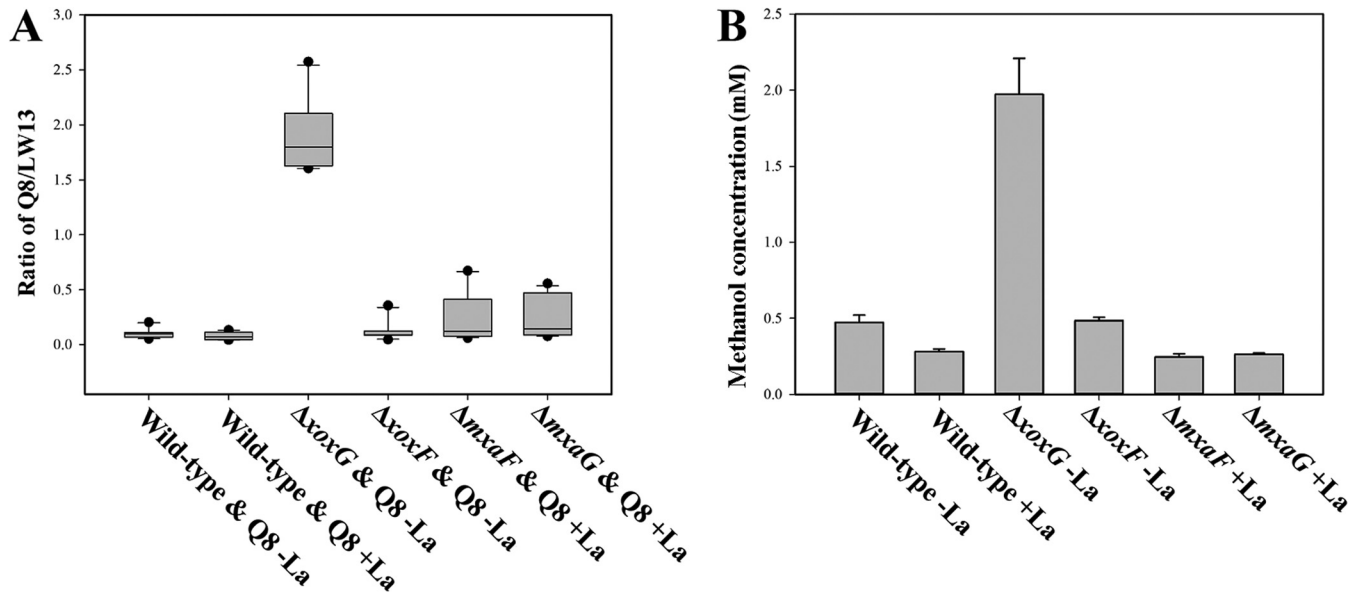 A
Ratio of Q8/LW13
3.0
2.5
2.0
1.5
1.0
0.5
0.0
Wild-type & Q8 -La
Wild-type & Q8 +La
ΔxoxG & Q8 -La
ΔxoxF & Q8 -La
ΔmxaF & Q8 +La
ΔmxaG & Q8 +La
B
Methanol concentration (mM)
2.5
2.0
1.5
1.0
0.5
0.0
Wild-type -La
Wild-type +La
ΔxoxG -La
ΔxoxF -La
ΔmxaF +La
ΔmxaG +La